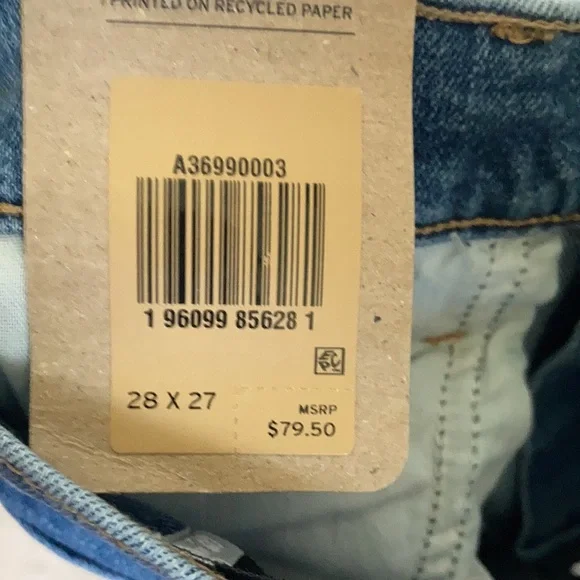 PRINTED ON RECYCLED PAPER
A36990003
1 96099 85628 1
28 X 27
MSRP
$79.50